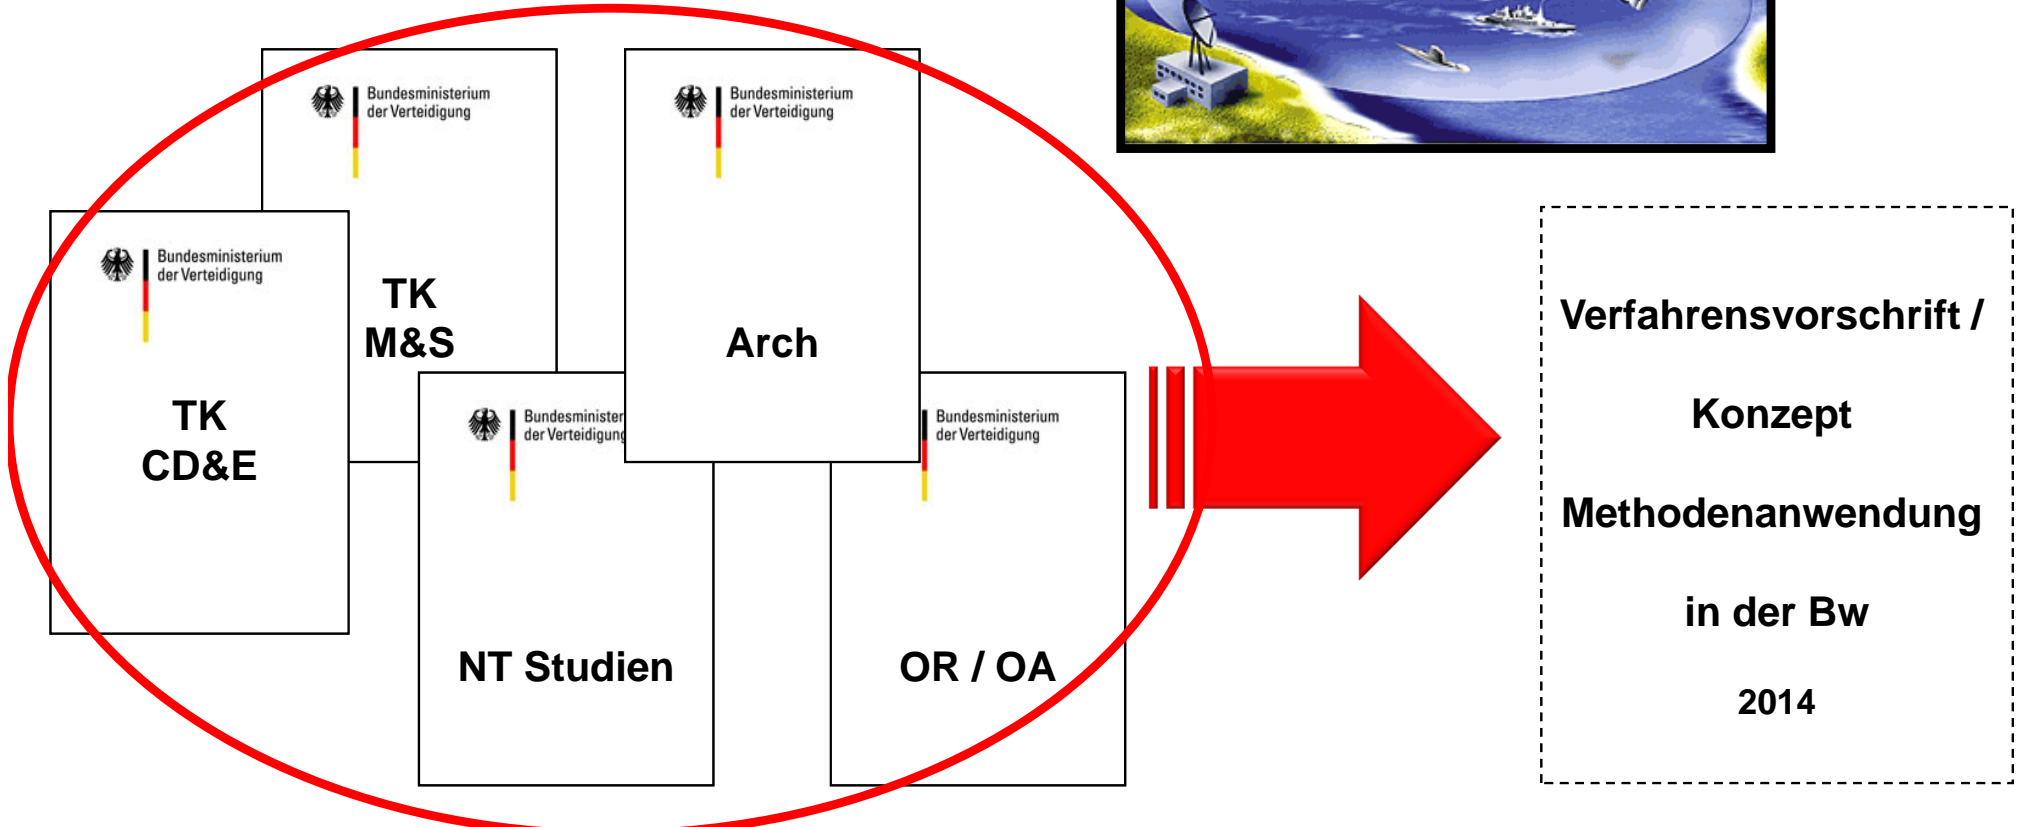 Bundesministerium
der Verteidigung
TK
M&S
Bundesministerium
der Verteidigung
Arch
Bundesministerium
der Verteidigung
TK
CD&E
der Verteidigung
NT Studien
Bundesministerium
der Verteidigung
OR / OA
Verfahrensvorschrift /
Konzept
Methodenanwendung
in der Bw
2014